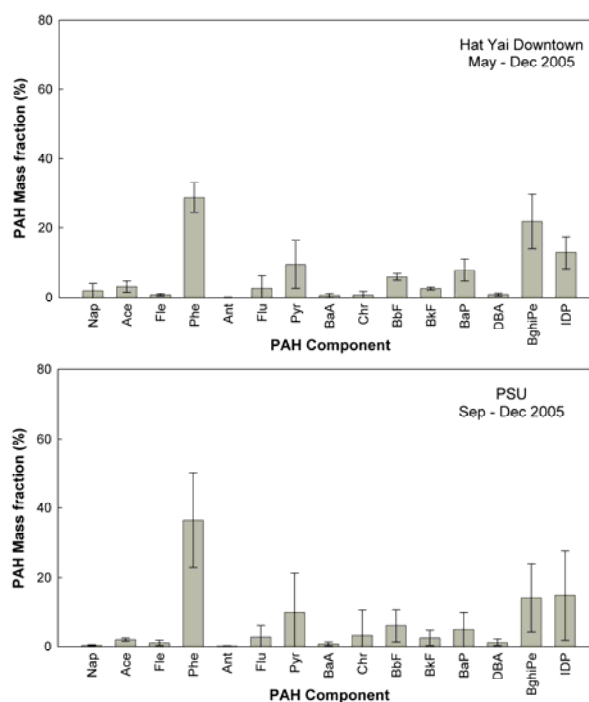 80
60
40
20
0
PAH Mass fraction (%)
Hat Yai Downtown
May - Dec 2005
Nap
Ace
Fle
Phe
Ant
Flu
Pyr
BaA
Chr
BbF
BkF
BaP
DBA
BghiPe
IDP
PAH Component
80
60
40
20
0
PAH Mass fraction (%)
PSU
Sep - Dec 2005
Nap
Ace
Fle
Phe
Ant
Flu
Pyr
BaA
Chr
BbF
BkF
BaP
DBA
BghiPe
IDP
PAH Component